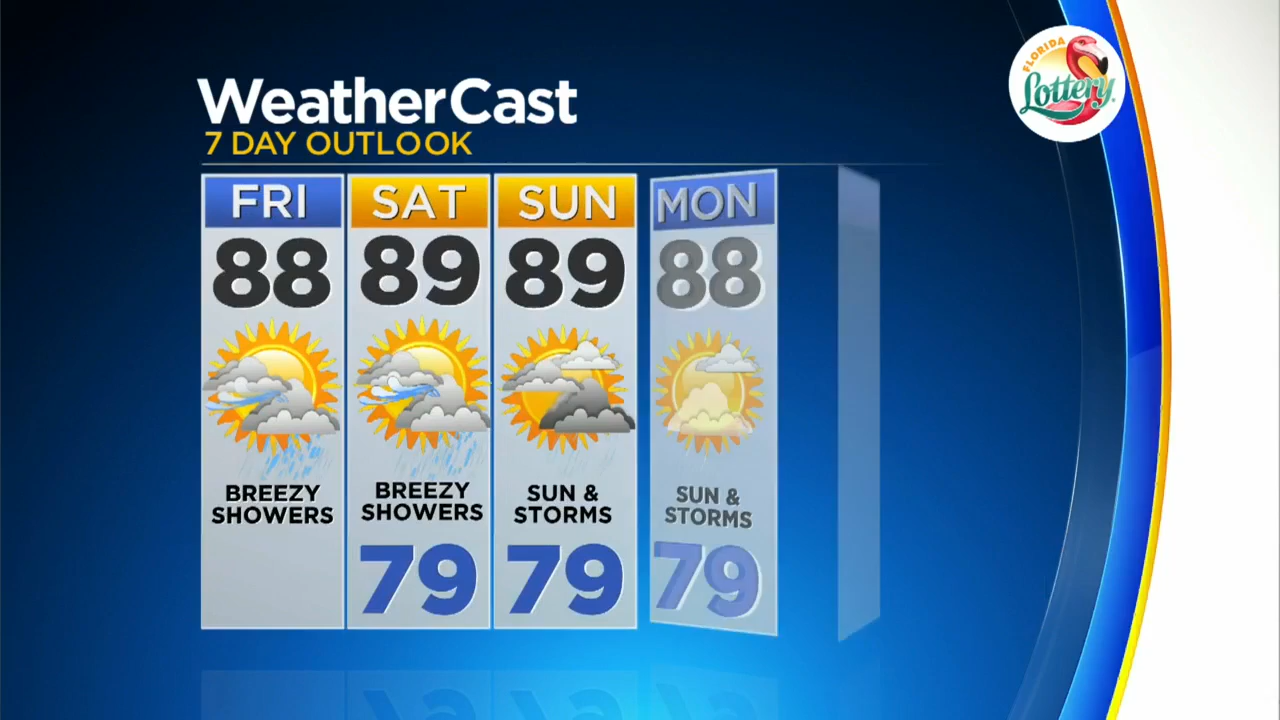 FLORIDA
Lottery
WeatherCast
7 DAY OUTLOOK
FRI
88
BREEZY
SHOWERS
SAT
89
BREEZY
SHOWERS
79
SUN
89
SUN &
STORMS
79
MON
88
SUN &
STORMS
79